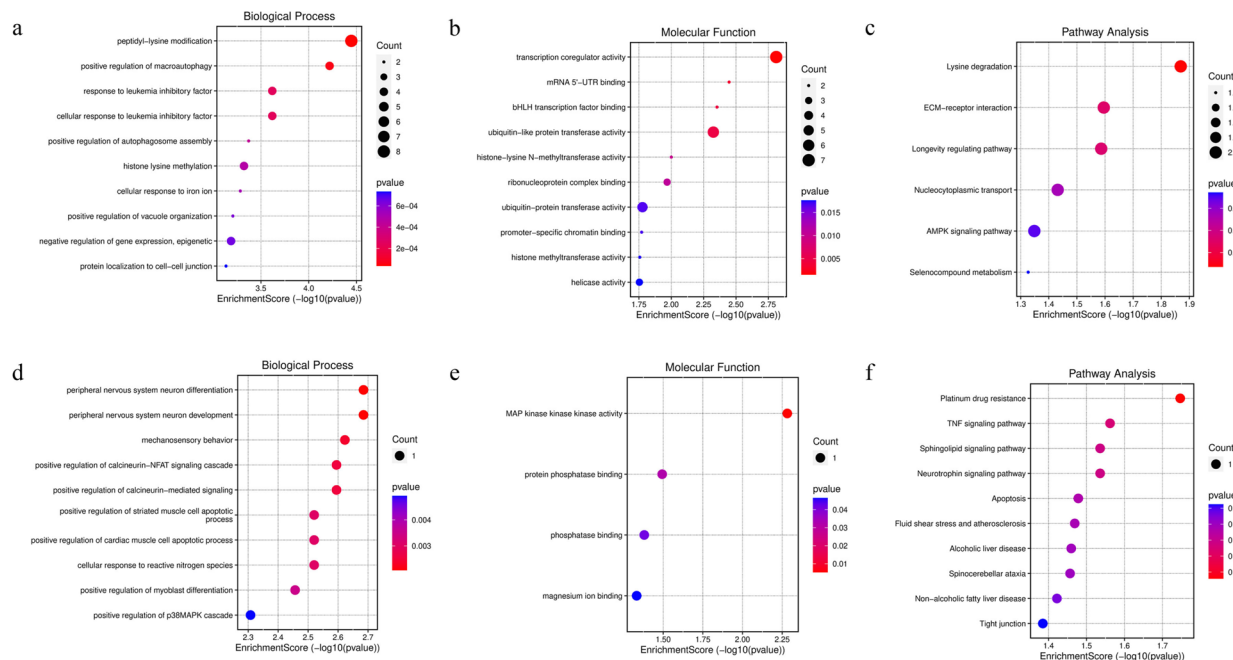 a
Biological Process
peptidyl-lysine modification
positive regulation of macroautophagy
response to leukemia inhibitory factor
cellular response to leukemia inhibitory factor
positive regulation of autophagosome assembly
histone lysine methylation
cellular response to iron ion
positive regulation of vacuole organization
negative regulation of gene expression, epigenetic
protein localization to cell-cell junction
3.6 4.0 4.5
EnrichmentScore (−log10(pvalue))
Count
2
3
4
5
6
7
8
pvalue
6e−04
4e−04
2e−04
b
Molecular Function
transcription coregulator activity
mRNA 5'−UTR binding
bHLH transcription factor binding
ubiquitin-like protein transferase activity
histone−lysine N−methyltransferase activity
ribonucleoprotein complex binding
ubiquitin−protein transferase activity
promoter−specific chromatin binding
histone methyltransferase activity
helicase activity
1.75 2.00 2.25 2.50 2.75
EnrichmentScore (−log10(pvalue))
Count
2
3
4
5
6
7
pvalue
0.015
0.010
0.005
c
Pathway Analysis
Lysine degradation
ECM−receptor interaction
Longevity regulating pathway
Nucleocytoplasmic transport
AMPK signaling pathway
Selenocompound metabolism
1.3 1.4 1.5 1.6 1.7 1.8 1.9
EnrichmentScore (−log10(pvalue))
Count
1.
1.
1.
1.
2.
pvalue
0.
0.
0.
d
Biological Process
peripheral nervous system neuron differentiation
peripheral nervous system neuron development
mechanosensory behavior
positive regulation of calcineurin−NFAT signaling cascade
positive regulation of calcineurin−mediated signaling
positive regulation of striated muscle cell apoptotic
process
positive regulation of cardiac muscle cell apoptotic process
cellular response to reactive nitrogen species
positive regulation of myoblast differentiation
positive regulation of p38MAPK cascade
2.3 2.4 2.5 2.6 2.7
EnrichmentScore (−log10(pvalue))
Count
1
pvalue
0.004
0.003
e
Molecular Function
MAP kinase kinase kinase activity
protein phosphatase binding
phosphatase binding
magnesium ion binding
1.50 1.75 2.00 2.25
EnrichmentScore (−log10(pvalue))
Count
1
pvalue
0.04
0.03
0.02
0.01
f
Pathway Analysis
Platinum drug resistance
TNF signaling pathway
Sphingolipid signaling pathway
Neurotrophin signaling pathway
Apoptosis
Fluid shear stress and atherosclerosis
Alcoholic liver disease
Spinocerebellar ataxia
Non−alcoholic fatty liver disease
Tight junction
1.4 1.5 1.6 1.7
EnrichmentScore (−log10(pvalue))
Count
1
pvalue